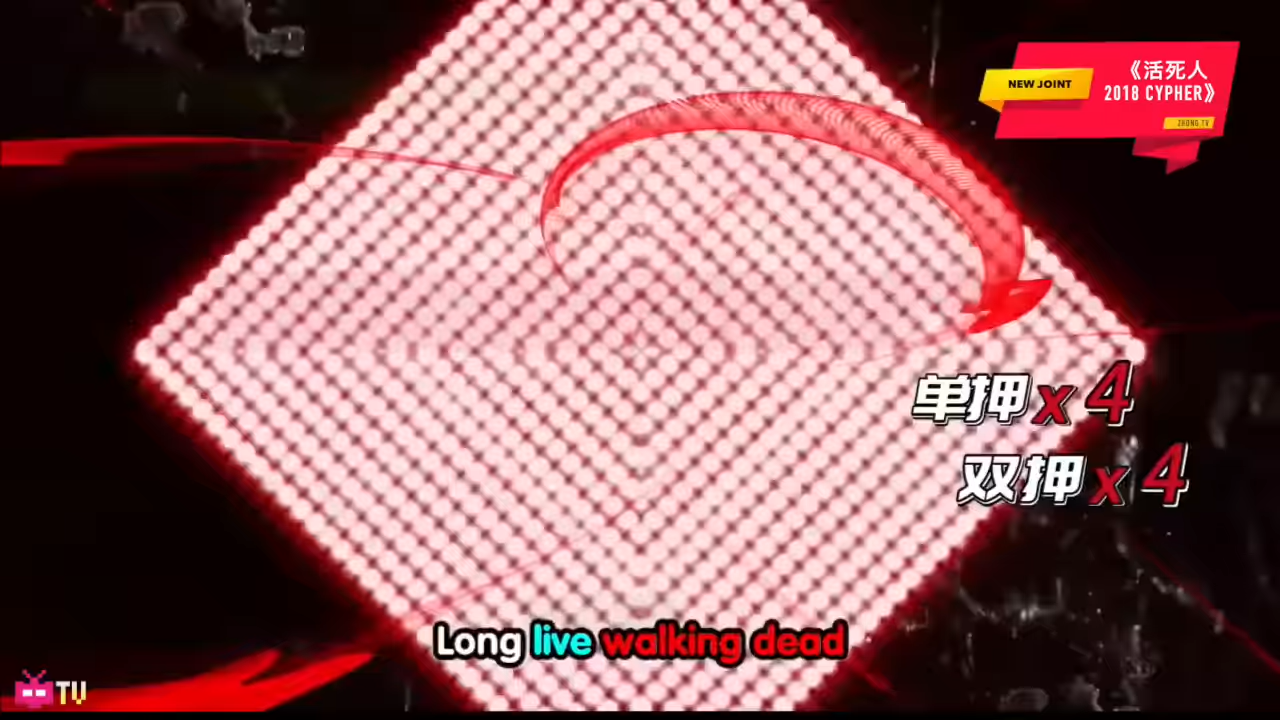 NEW JOINT
《活死人
2018 CYPHER》
ZHONG TV
单押x4
双押x4
Long live walking dead
TV